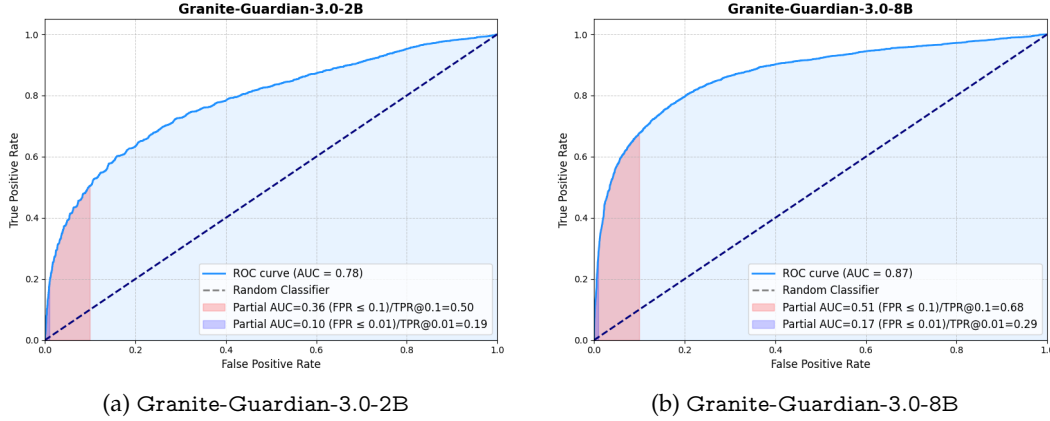 Granite-Guardian-3.0-2B
True Positive Rate
1.0
0.8
0.6
0.4
0.2
0.0
ROC curve (AUC = 0.78)
Random Classifier
Partial AUC=0.36 (FPR ≤ 0.1)/TPR@0.1=0.50
Partial AUC=0.10 (FPR ≤ 0.01)/TPR@0.01=0.19
0.0 0.2 0.4 0.6 0.8 1.0
False Positive Rate
(a) Granite-Guardian-3.0-2B
Granite-Guardian-3.0-8B
True Positive Rate
1.0
0.8
0.6
0.4
0.2
0.0
ROC curve (AUC = 0.87)
Random Classifier
Partial AUC=0.51 (FPR ≤ 0.1)/TPR@0.1=0.68
Partial AUC=0.17 (FPR ≤ 0.01)/TPR@0.01=0.29
0.0 0.2 0.4 0.6 0.8 1.0
False Positive Rate
(b) Granite-Guardian-3.0-8B